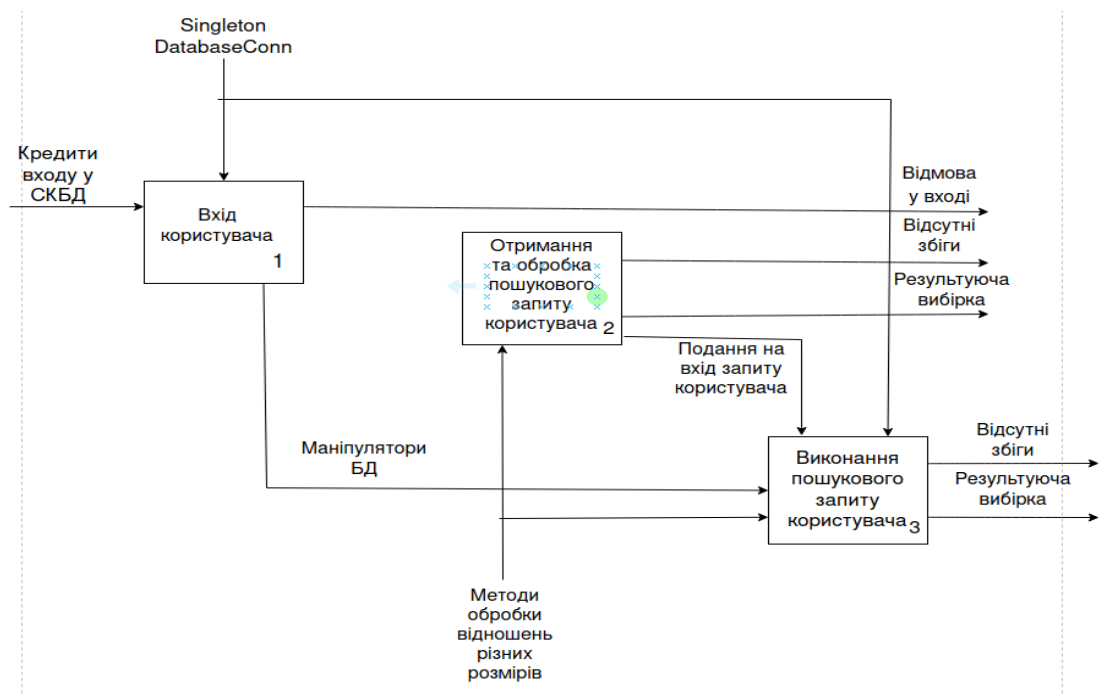 Singleton
DatabaseConn
Кредити
входу у
СКБД
Вхід
користувача
1
Відмова
у вході
Відсутні
збіги
Результуюча
вибірка
Отримання
та обробка
пошукового
запиту
користувача
2
Подання на
вхід запиту
користувача
Маніпулятори
БД
Виконання
пошукового
запиту
користувача
3
Відсутні
збіги
Результуюча
вибірка
Методи
обробки
відношень
різних
розмірів